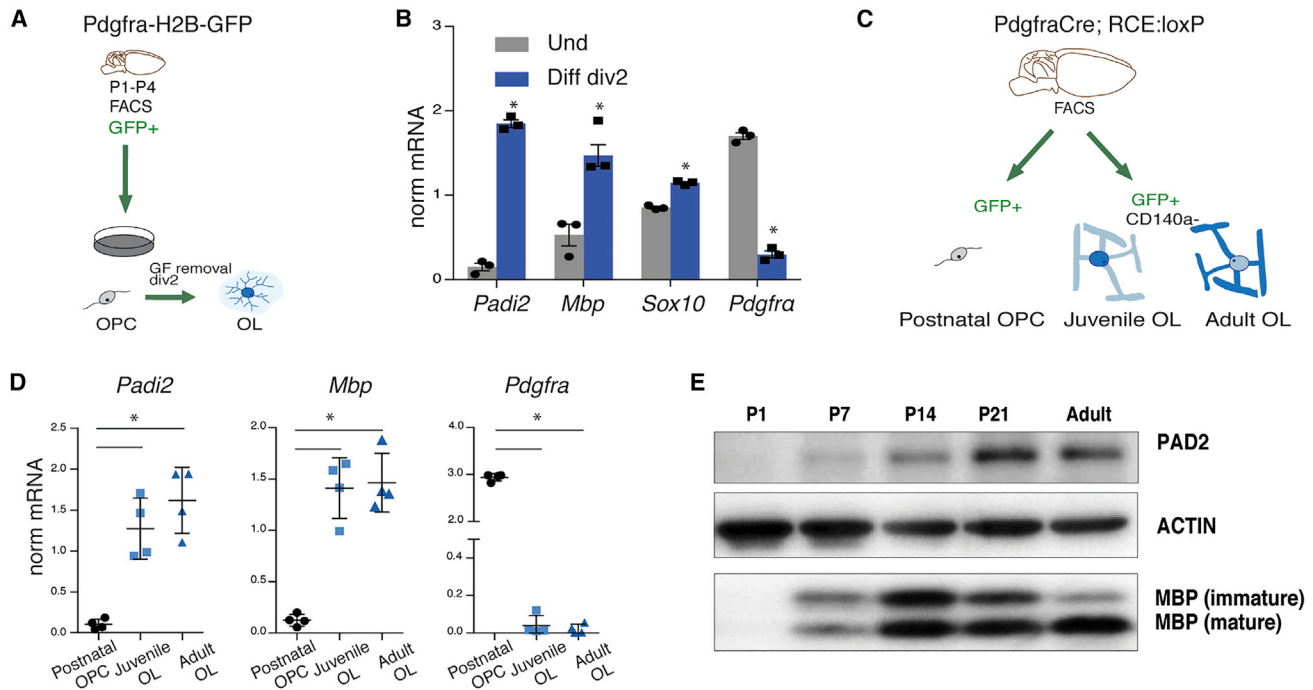 A
Pdgfra-H2B-GFP
P1-P4
FACS
GFP+
GF removal
div2
OPC
OL
B
Und
Diff div2
norm mRNA
3
2
1
0
*
*
*
*
Padi2
Mbp
Sox10
Pdgfra
C
PdgfraCre; RCE:loxP
FACS
GFP+
GFP+
CD140a-
Postnatal OPC
Juvenile OL
Adult OL
D
Padi2
*
norm mRNA
2.5
2.0
1.5
1.0
0.5
0.0
Postnatal
OPC
Juvenile
OL
Adult
OL
Mbp
*
2.0
1.5
1.0
0.5
0.0
Postnatal
OPC
Juvenile
OL
Adult
OL
Pdgfra
*
4.0
3.0
2.0
0.4
0.2
0.0
Postnatal
OPC
Juvenile
OL
Adult
OL
E
P1 P7 P14 P21 Adult
PAD2
ACTIN
MBP (immature)
MBP (mature)